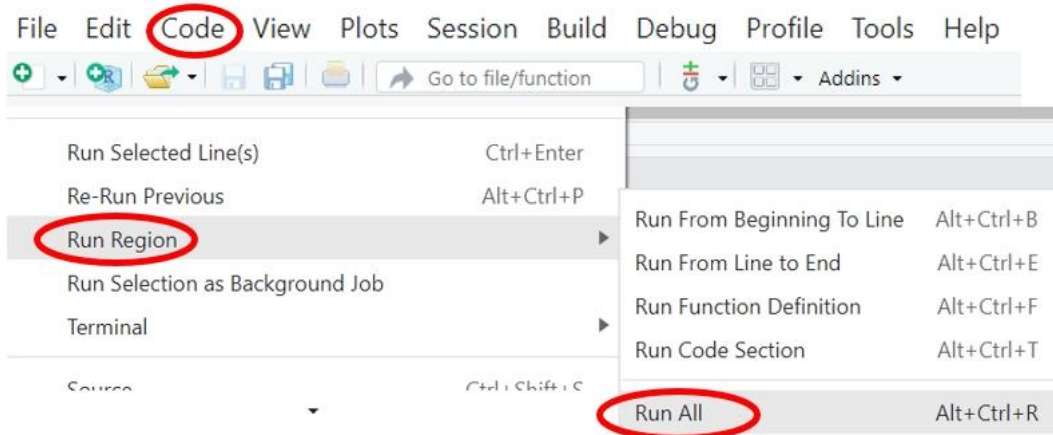 File Edit Code View Plots Session Build Debug Profile Tools Help
Go to file/function Addins
Run Selected Line(s) Ctrl+Enter
Re-Run Previous Alt+Ctrl+P
Run Region
Run Selection as Background Job
Terminal
Source Ctrl+Shift+S
Run From Beginning To Line Alt+Ctrl+B
Run From Line to End Alt+Ctrl+E
Run Function Definition Alt+Ctrl+F
Run Code Section Alt+Ctrl+T
Run All Alt+Ctrl+R